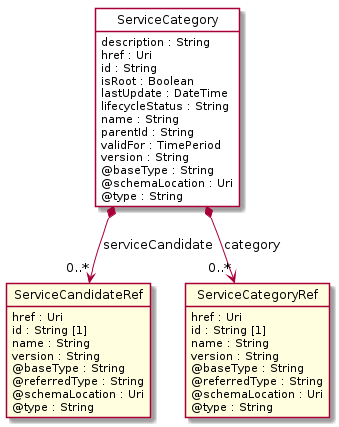 ServiceCategory
description : String
href : Uri
id : String
isRoot : Boolean
lastUpdate : DateTime
lifecycleStatus : String
name : String
parentId : String
validFor : TimePeriod
version : String
@baseType : String
@schemaLocation : Uri
@type : String
serviceCandidate
category
0..*
0..*
ServiceCandidateRef
href : Uri
id : String [1]
name : String
version : String
@baseType : String
@referredType : String
@schemaLocation : Uri
@type : String
ServiceCategoryRef
href : Uri
id : String [1]
name : String
version : String
@baseType : String
@referredType : String
@schemaLocation : Uri
@type : String